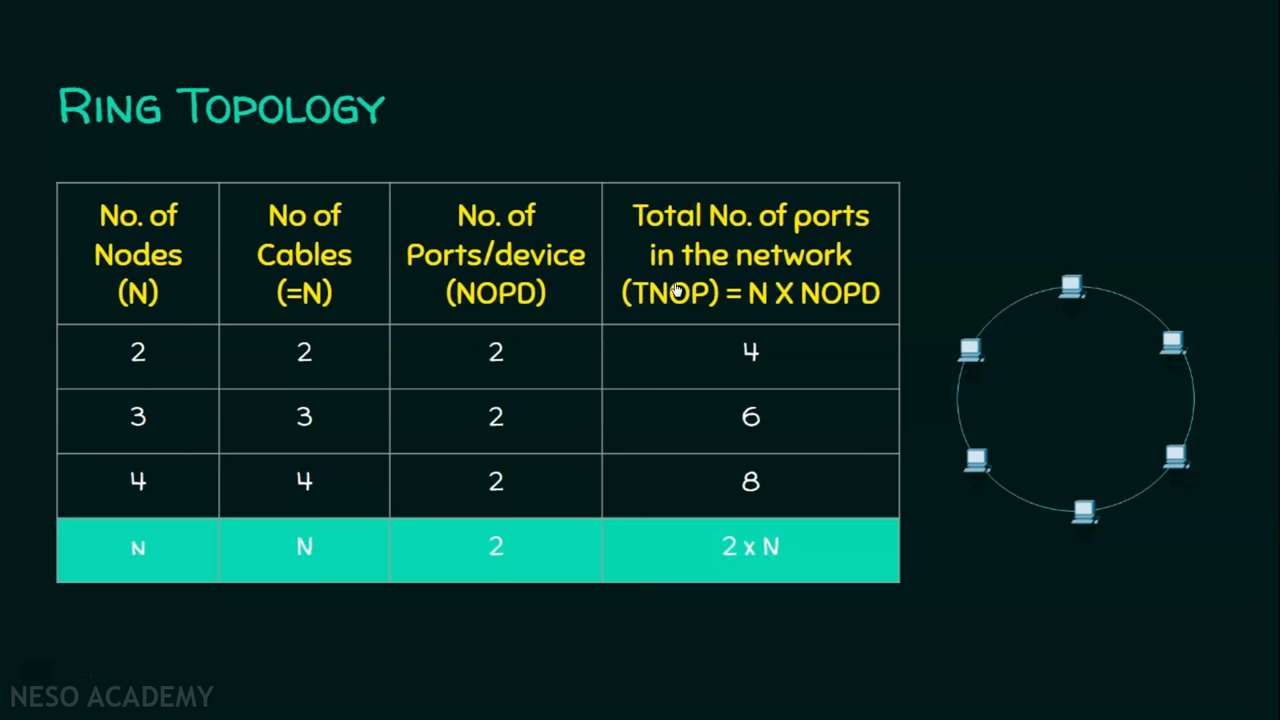 Ring Topology
No. of
Nodes
(N)
No of
Cables
(=N)
No. of
Ports/device
(NOPD)
Total No. of ports
in the network
(TNOP) = N X NOPD
2 2 2 4
3 3 2 6
4 4 2 8
N N 2 2 x N
NESO ACADEMY